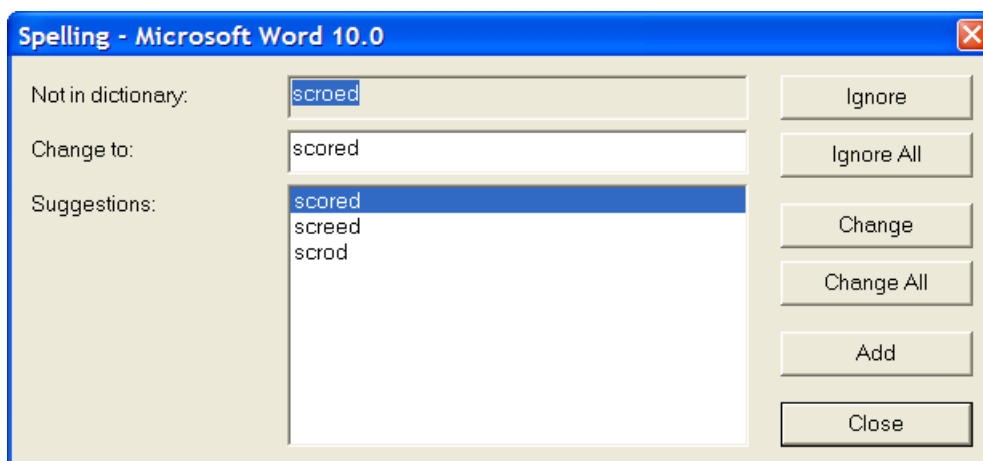 Spelling - Microsoft Word 10.0
Not in dictionary:
scroed
Ignore
Change to:
scored
Ignore All
Suggestions:
scored
screed
scrod
Change
Change All
Add
Close